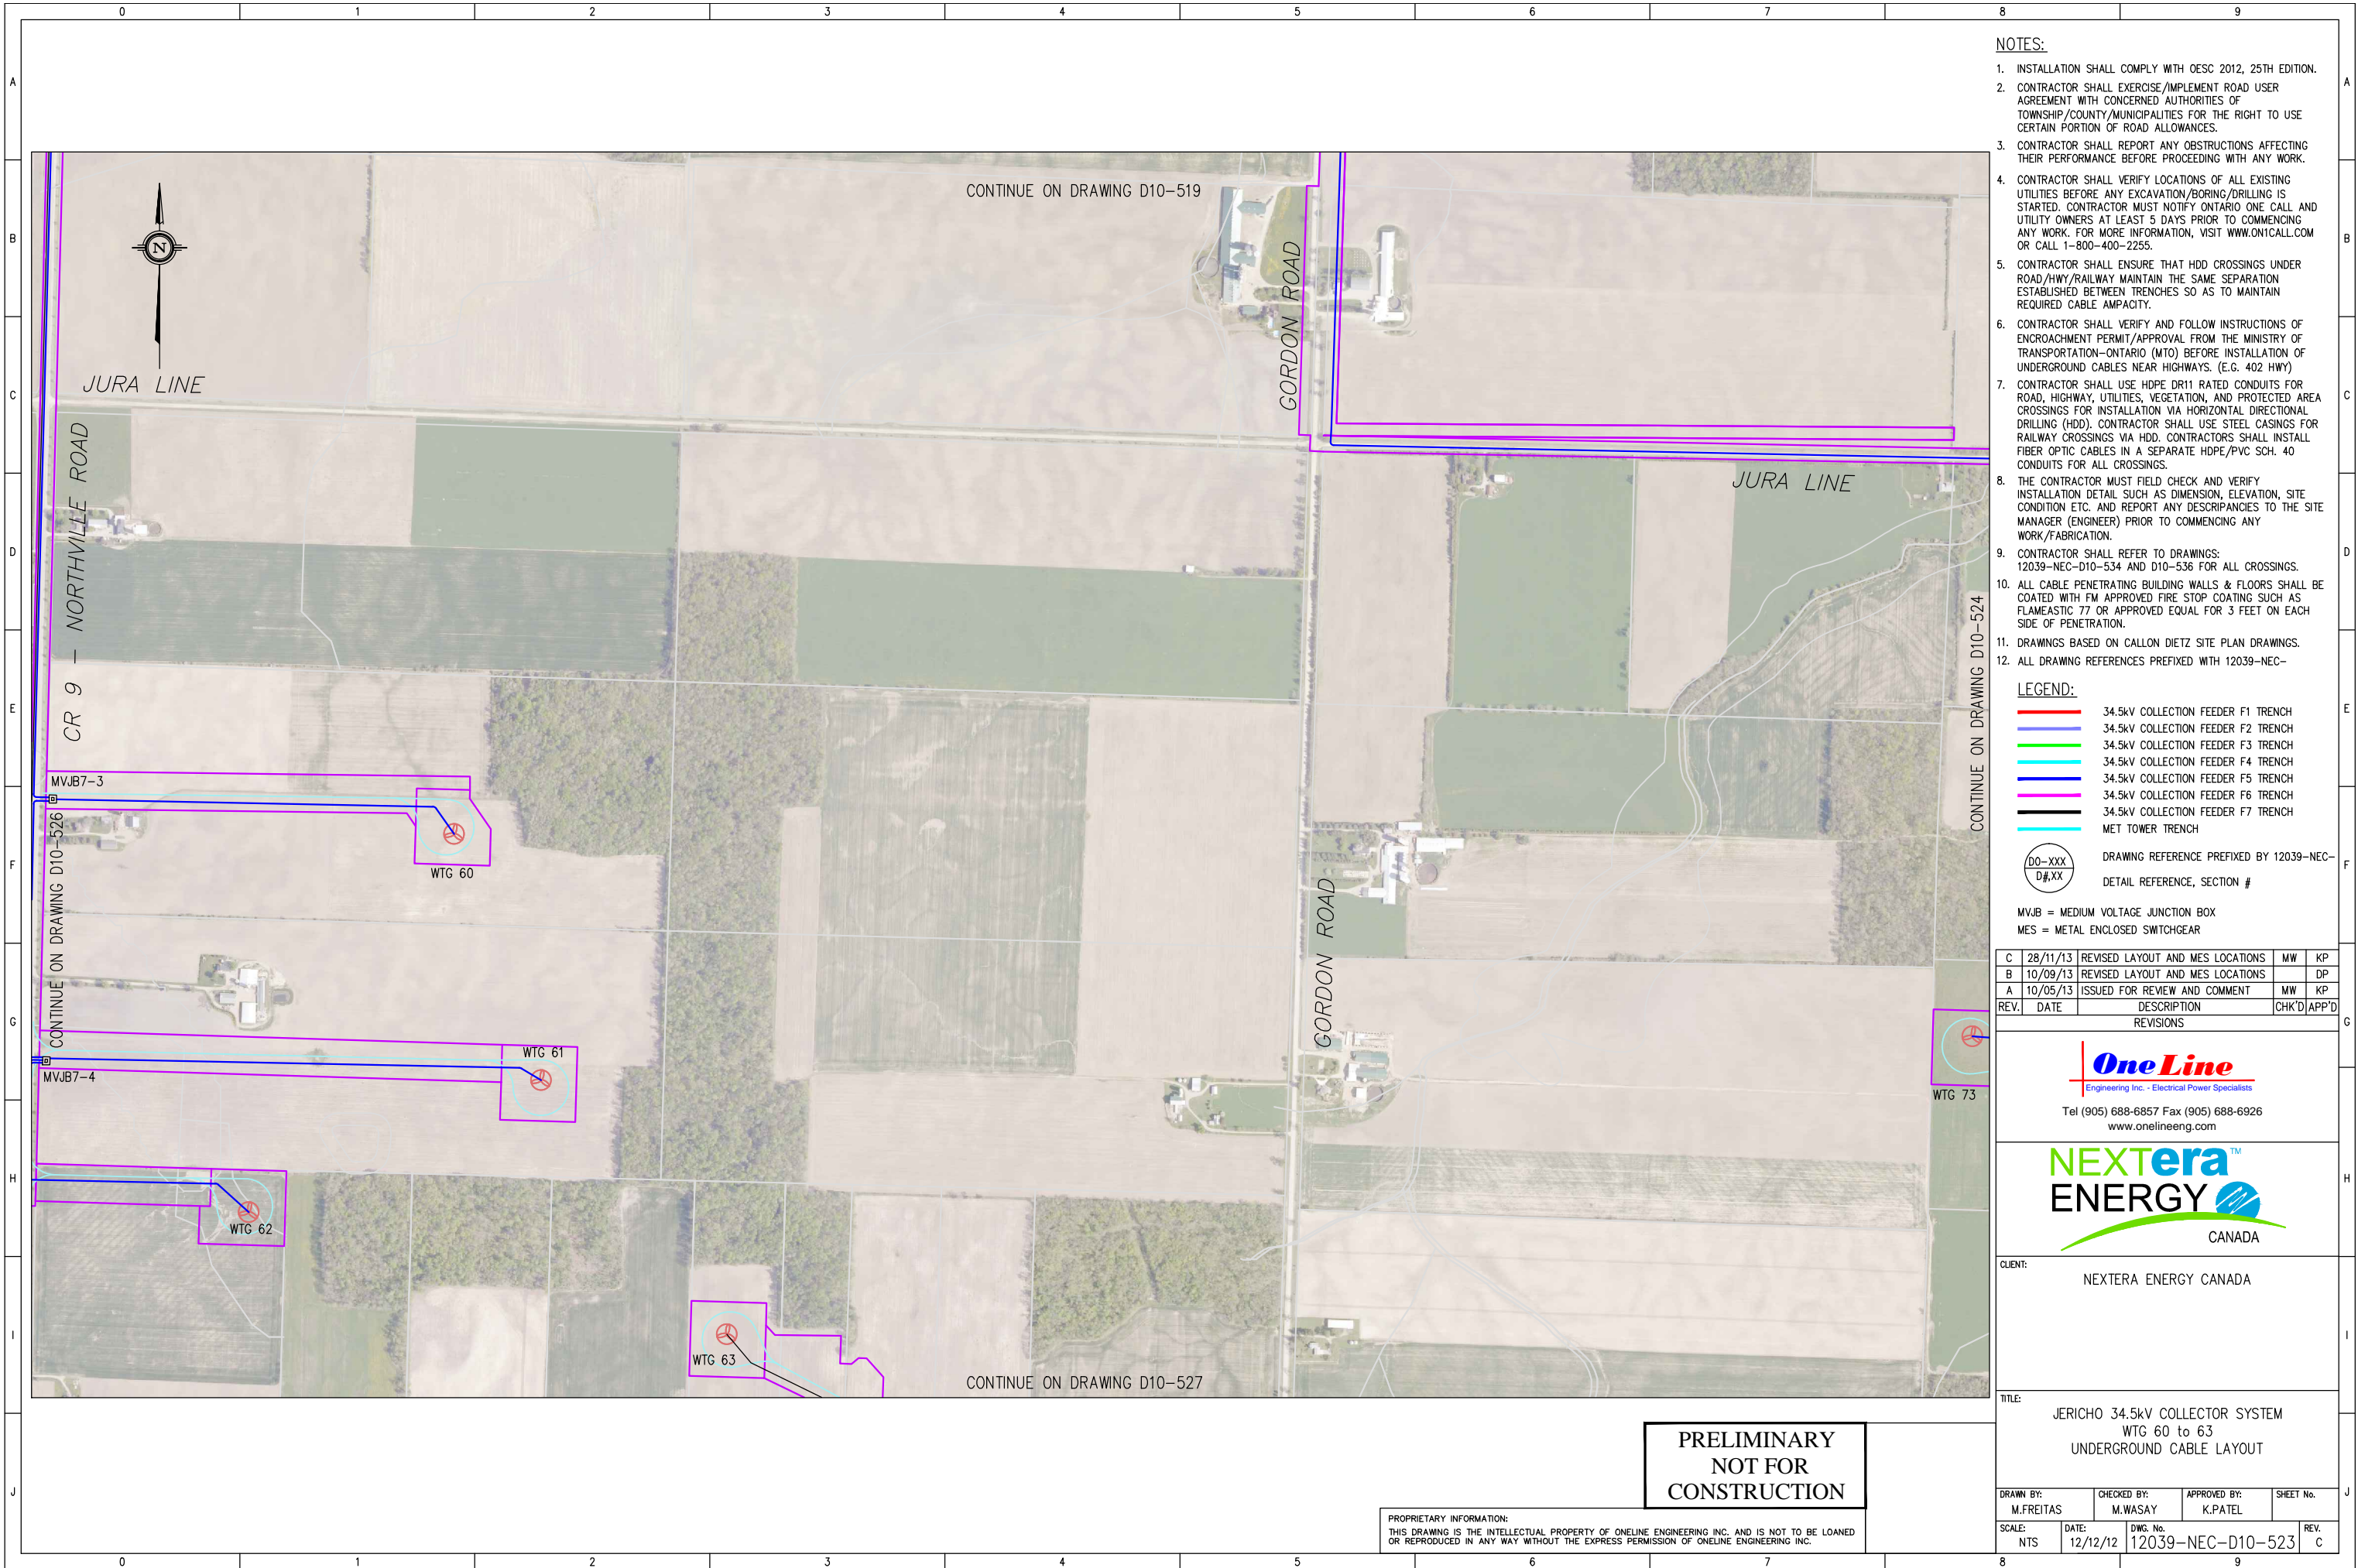 0 1 2 3 4 5 6 7 8 9
A
B
C
D
E
F
G
H
I
J
CONTINUE ON DRAWING D10-519
N
JURA LINE
GORDON ROAD
CR 9 - NORTHVILLE ROAD
JURA LINE
CONTINUE ON DRAWING D10-524
MVJB7-3
CONTINUE ON DRAWING D10-526
WTG 60
GORDON ROAD
WTG 61
MVJB7-4
WTG 73
WTG 62
WTG 63
CONTINUE ON DRAWING D10-527
NOTES:
1. INSTALLATION SHALL COMPLY WITH OESC 2012, 25TH EDITION.
2. CONTRACTOR SHALL EXERCISE/IMPLEMENT ROAD USER
AGREEMENT WITH CONCERNED AUTHORITIES OF
TOWNSHIP/COUNTY/MUNICIPALITIES FOR THE RIGHT TO USE
CERTAIN PORTION OF ROAD ALLOWANCES.
3. CONTRACTOR SHALL REPORT ANY OBSTRUCTIONS AFFECTING
THEIR PERFORMANCE BEFORE PROCEEDING WITH ANY WORK.
4. CONTRACTOR SHALL VERIFY LOCATIONS OF ALL EXISTING
UTILITIES BEFORE ANY EXCAVATION/BORING/DRILLING IS
STARTED. CONTRACTOR MUST NOTIFY ONTARIO ONE CALL AND
UTILITY OWNERS AT LEAST 5 DAYS PRIOR TO COMMENCING
ANY WORK. FOR MORE INFORMATION, VISIT WWW.ON1CALL.COM
OR CALL 1-800-400-2255.
5. CONTRACTOR SHALL ENSURE THAT HDD CROSSINGS UNDER
ROAD/HWY/RAILWAY MAINTAIN THE SAME SEPARATION
ESTABLISHED BETWEEN TRENCHES SO AS TO MAINTAIN
REQUIRED CABLE AMPACITY.
6. CONTRACTOR SHALL VERIFY AND FOLLOW INSTRUCTIONS OF
ENCROACHMENT PERMIT/APPROVAL FROM THE MINISTRY OF
TRANSPORTATION-ONTARIO (MTO) BEFORE INSTALLATION OF
UNDERGROUND CABLES NEAR HIGHWAYS. (E.G. 402 HWY)
7. CONTRACTOR SHALL USE HDPE DR11 RATED CONDUITS FOR
ROAD, HIGHWAY, UTILITIES, VEGETATION, AND PROTECTED AREA
CROSSINGS FOR INSTALLATION VIA HORIZONTAL DIRECTIONAL
DRILLING (HDD). CONTRACTOR SHALL USE STEEL CASINGS FOR
RAILWAY CROSSINGS VIA HDD. CONTRACTORS SHALL INSTALL
FIBER OPTIC CABLES IN A SEPARATE HDPE/PVC SCH. 40
CONDUITS FOR ALL CROSSINGS.
8. THE CONTRACTOR MUST FIELD CHECK AND VERIFY
INSTALLATION DETAIL SUCH AS DIMENSION, ELEVATION, SITE
CONDITION ETC. AND REPORT ANY DESCRIPANCIES TO THE SITE
MANAGER (ENGINEER) PRIOR TO COMMENCING ANY
WORK/FABRICATION.
9. CONTRACTOR SHALL REFER TO DRAWINGS:
12039-NEC-D10-534 AND D10-536 FOR ALL CROSSINGS.
10. ALL CABLE PENETRATING BUILDING WALLS & FLOORS SHALL BE
COATED WITH FM APPROVED FIRE STOP COATING SUCH AS
FLAMEASTIC 77 OR APPROVED EQUAL FOR 3 FEET ON EACH
SIDE OF PENETRATION.
11. DRAWINGS BASED ON CALLON DIETZ SITE PLAN DRAWINGS.
12. ALL DRAWING REFERENCES PREFIXED WITH 12039-NEC-
LEGEND:
34.5kV COLLECTION FEEDER F1 TRENCH
34.5kV COLLECTION FEEDER F2 TRENCH
34.5kV COLLECTION FEEDER F3 TRENCH
34.5kV COLLECTION FEEDER F4 TRENCH
34.5kV COLLECTION FEEDER F5 TRENCH
34.5kV COLLECTION FEEDER F6 TRENCH
34.5kV COLLECTION FEEDER F7 TRENCH
MET TOWER TRENCH
D0-XXX DRAWING REFERENCE PREFIXED BY 12039-NEC-
D#,XX DETAIL REFERENCE, SECTION #
MVJB = MEDIUM VOLTAGE JUNCTION BOX
MES = METAL ENCLOSED SWITCHGEAR
C 28/11/13 REVISED LAYOUT AND MES LOCATIONS MW KP
B 10/09/13 REVISED LAYOUT AND MES LOCATIONS DP
A 10/05/13 ISSUED FOR REVIEW AND COMMENT MW KP
REV. DATE DESCRIPTION CHK'D APP'D
REVISIONS
One Line
Engineering Inc. - Electrical Power Specialists
Tel (905) 688-6857 Fax (905) 688-6926
www.onelineeng.com
NEXTera™
ENERGY
CANADA
CLIENT:
NEXTERA ENERGY CANADA
TITLE:
JERICHO 34.5kV COLLECTOR SYSTEM
WTG 60 to 63
UNDERGROUND CABLE LAYOUT
DRAWN BY: CHECKED BY: APPROVED BY: SHEET No.
M.FREITAS M.WASAY K.PATEL
SCALE: DATE: DWG. No. REV.
NTS 12/12/12 12039-NEC-D10-523 C
PRELIMINARY
NOT FOR
CONSTRUCTION
PROPRIETARY INFORMATION:
THIS DRAWING IS THE INTELLECTUAL PROPERTY OF ONELINE ENGINEERING INC. AND IS NOT TO BE LOANED
OR REPRODUCED IN ANY WAY WITHOUT THE EXPRESS PERMISSION OF ONELINE ENGINEERING INC.
A
B
C
D
E
F
G
H
I
J
0 1 2 3 4 5 6 7 8 9